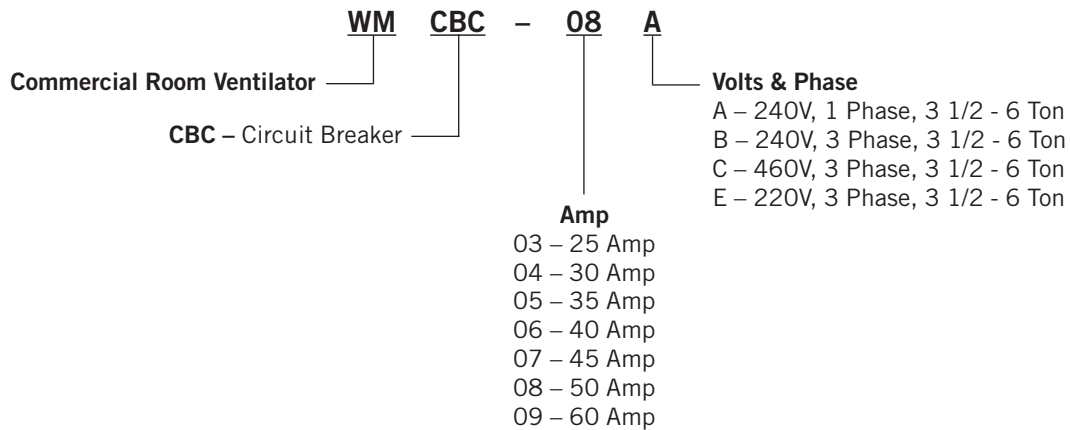 WM CBC – 08 A
Commercial Room Ventilator
CBC – Circuit Breaker
Volts & Phase
A – 240V, 1 Phase, 3 1/2 - 6 Ton
B – 240V, 3 Phase, 3 1/2 - 6 Ton
C – 460V, 3 Phase, 3 1/2 - 6 Ton
E – 220V, 3 Phase, 3 1/2 - 6 Ton
Amp
03 – 25 Amp
04 – 30 Amp
05 – 35 Amp
06 – 40 Amp
07 – 45 Amp
08 – 50 Amp
09 – 60 Amp